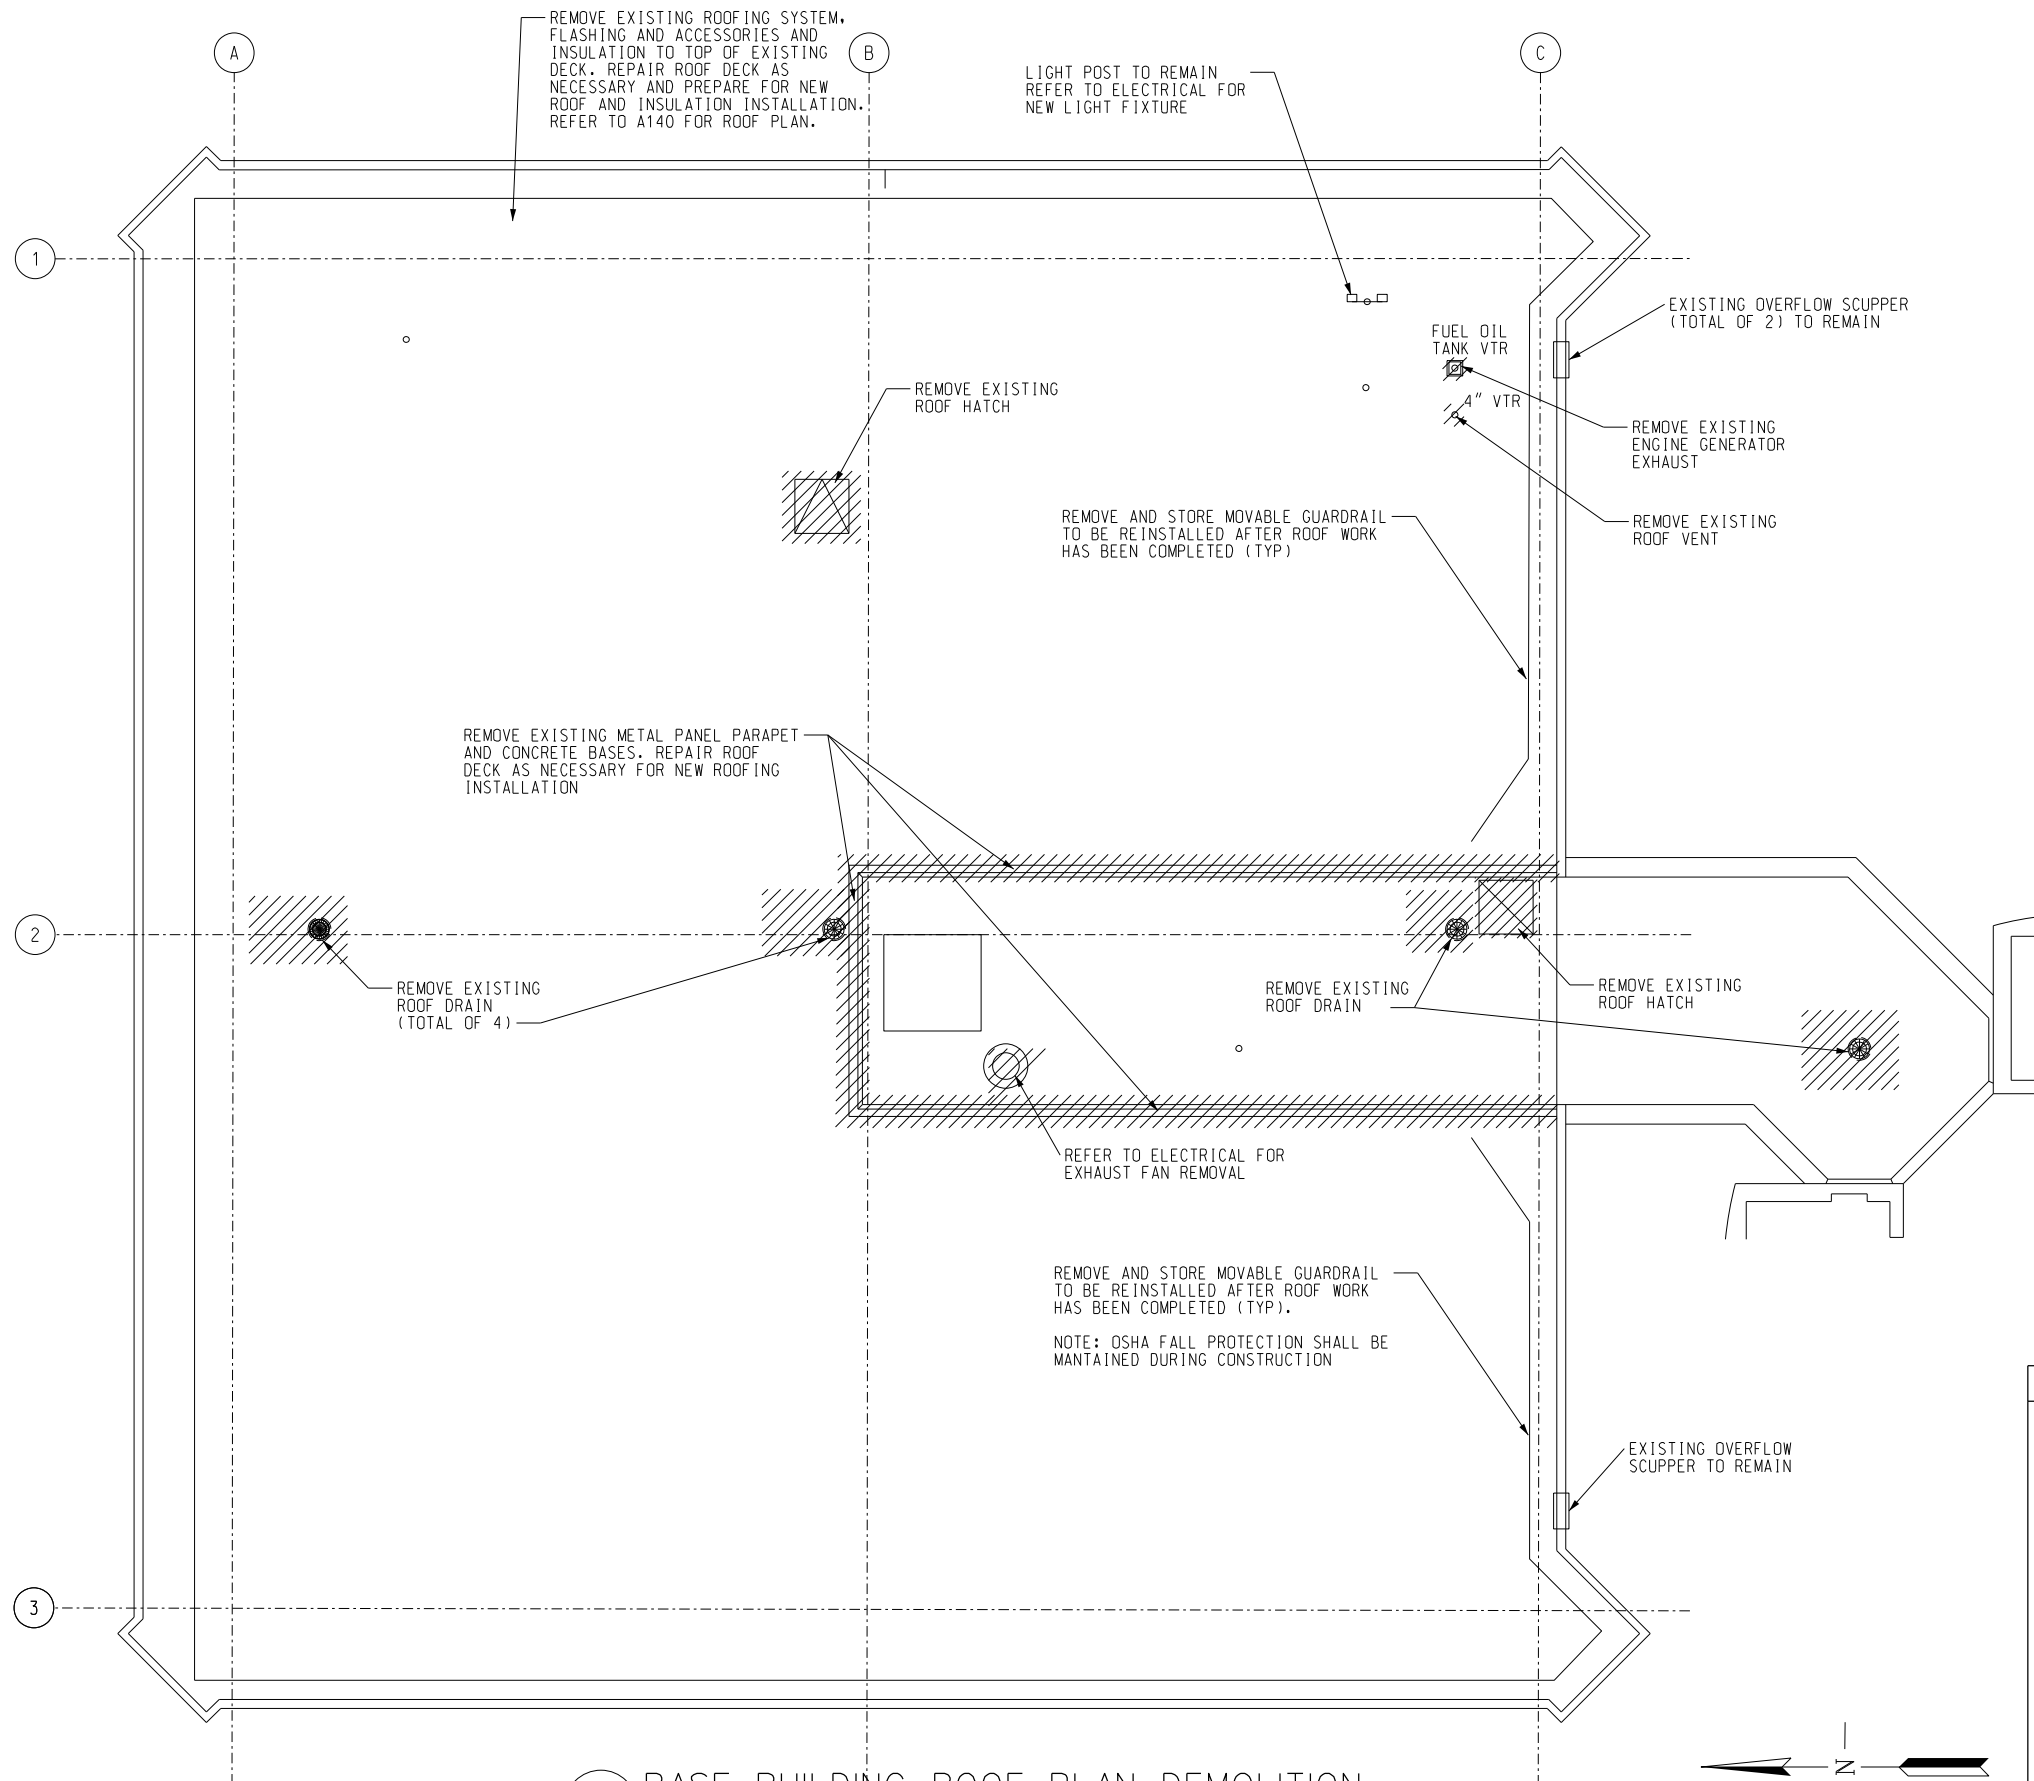 REMOVE EXISTING ROOFING SYSTEM,
FLASHING AND ACCESSORIES AND
INSULATION TO TOP OF EXISTING
DECK. REPAIR ROOF DECK AS
NECESSARY AND PREPARE FOR NEW
ROOF AND INSULATION INSTALLATION.
REFER TO A140 FOR ROOF PLAN.
A
B
C
LIGHT POST TO REMAIN
REFER TO ELECTRICAL FOR
NEW LIGHT FIXTURE
1
EXISTING OVERFLOW SCUPPER
(TOTAL OF 2) TO REMAIN
FUEL OIL
TANK VTR
4" VTR
REMOVE EXISTING
ROOF HATCH
REMOVE EXISTING
ENGINE GENERATOR
EXHAUST
REMOVE AND STORE MOVABLE GUARDRAIL
TO BE REINSTALLED AFTER ROOF WORK
HAS BEEN COMPLETED (TYP)
REMOVE EXISTING
ROOF VENT
REMOVE EXISTING METAL PANEL PARAPET
AND CONCRETE BASES. REPAIR ROOF
DECK AS NECESSARY FOR NEW ROOFING
INSTALLATION
2
REMOVE EXISTING
ROOF DRAIN
(TOTAL OF 4)
REMOVE EXISTING
ROOF DRAIN
REMOVE EXISTING
ROOF HATCH
REFER TO ELECTRICAL FOR
EXHAUST FAN REMOVAL
REMOVE AND STORE MOVABLE GUARDRAIL
TO BE REINSTALLED AFTER ROOF WORK
HAS BEEN COMPLETED (TYP).
NOTE: OSHA FALL PROTECTION SHALL BE
MANTAINED DURING CONSTRUCTION
EXISTING OVERFLOW
SCUPPER TO REMAIN
3
N
BASE BUILDING ROOF PLAN DEMOLITION